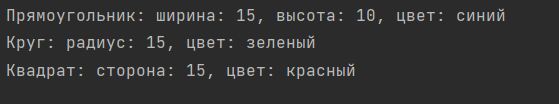 Прямоугольник: ширина: 15, высота: 10, цвет: синий
Круг: радиус: 15, цвет: зеленый
Квадрат: сторона: 15, цвет: красный